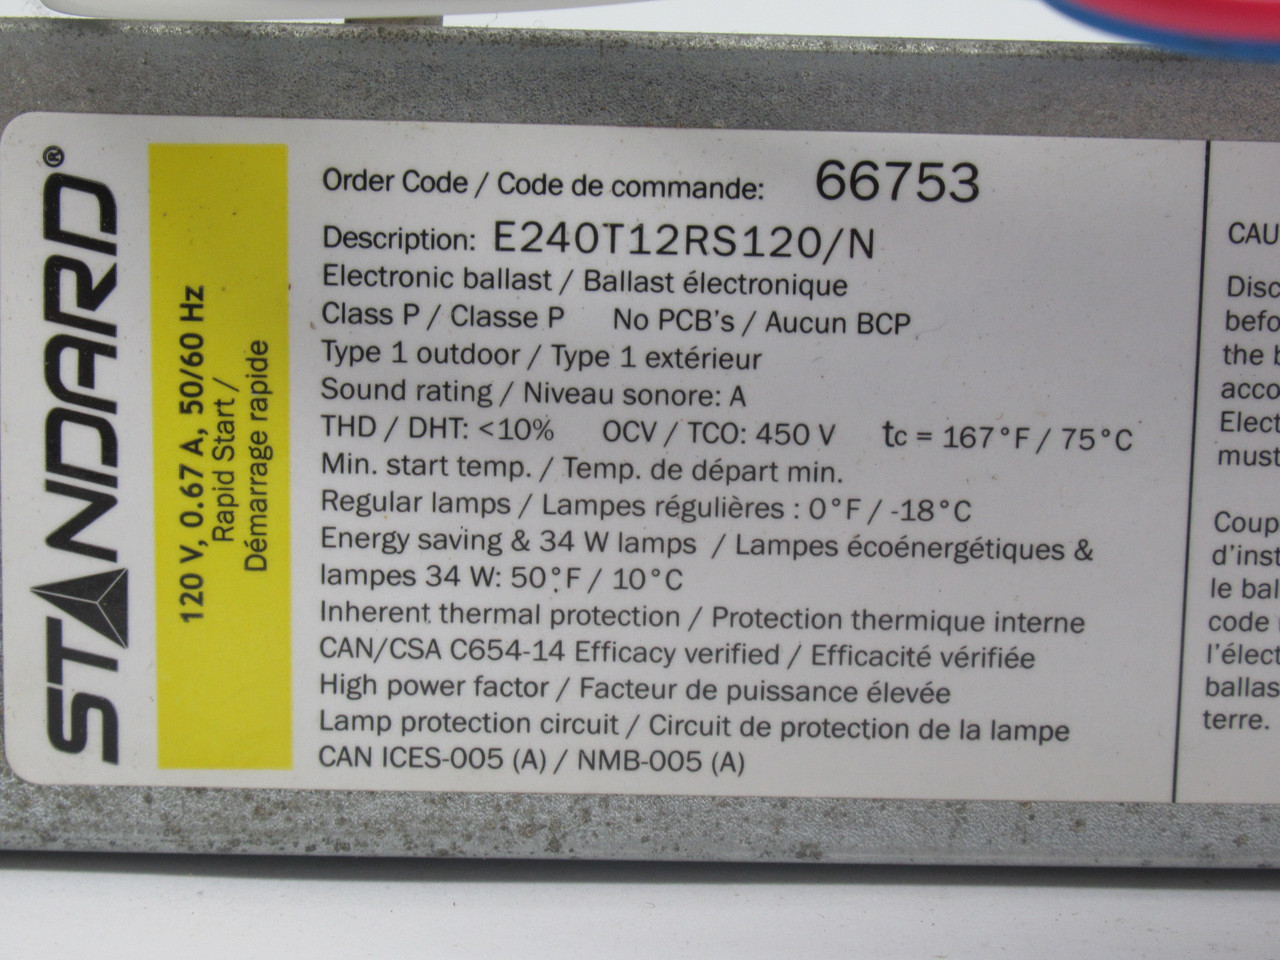 STANDARD®
120 V, 0.67 A, 50/60 Hz
Rapid Start /
Démarrage rapide
Order Code / Code de commande: 66753
Description: E240T12RS120/N
Electronic ballast / Ballast électronique
Class P / Classe P No PCB's / Aucun BCP
Type 1 outdoor / Type 1 extérieur
Sound rating / Niveau sonore: A
THD / DHT: <10% OCV / TCO: 450 V tc = 167°F / 75°C
Min. start temp. / Temp. de départ min.
Regular lamps / Lampes régulières : 0°F / -18°C
Energy saving & 34 W lamps / Lampes écoénergétiques &
lampes 34 W: 50°F / 10°C
Inherent thermal protection / Protection thermique interne
CAN/CSA C654-14 Efficacy verified / Efficacité vérifiée
High power factor / Facteur de puissance élevée
Lamp protection circuit / Circuit de protection de la lampe
CAN ICES-005 (A) / NMB-005 (A)
CAU
Disc
befo
the b
acco
Elect
must
Coup
d'inst
le bal
code
l'élect
ballas
terre.